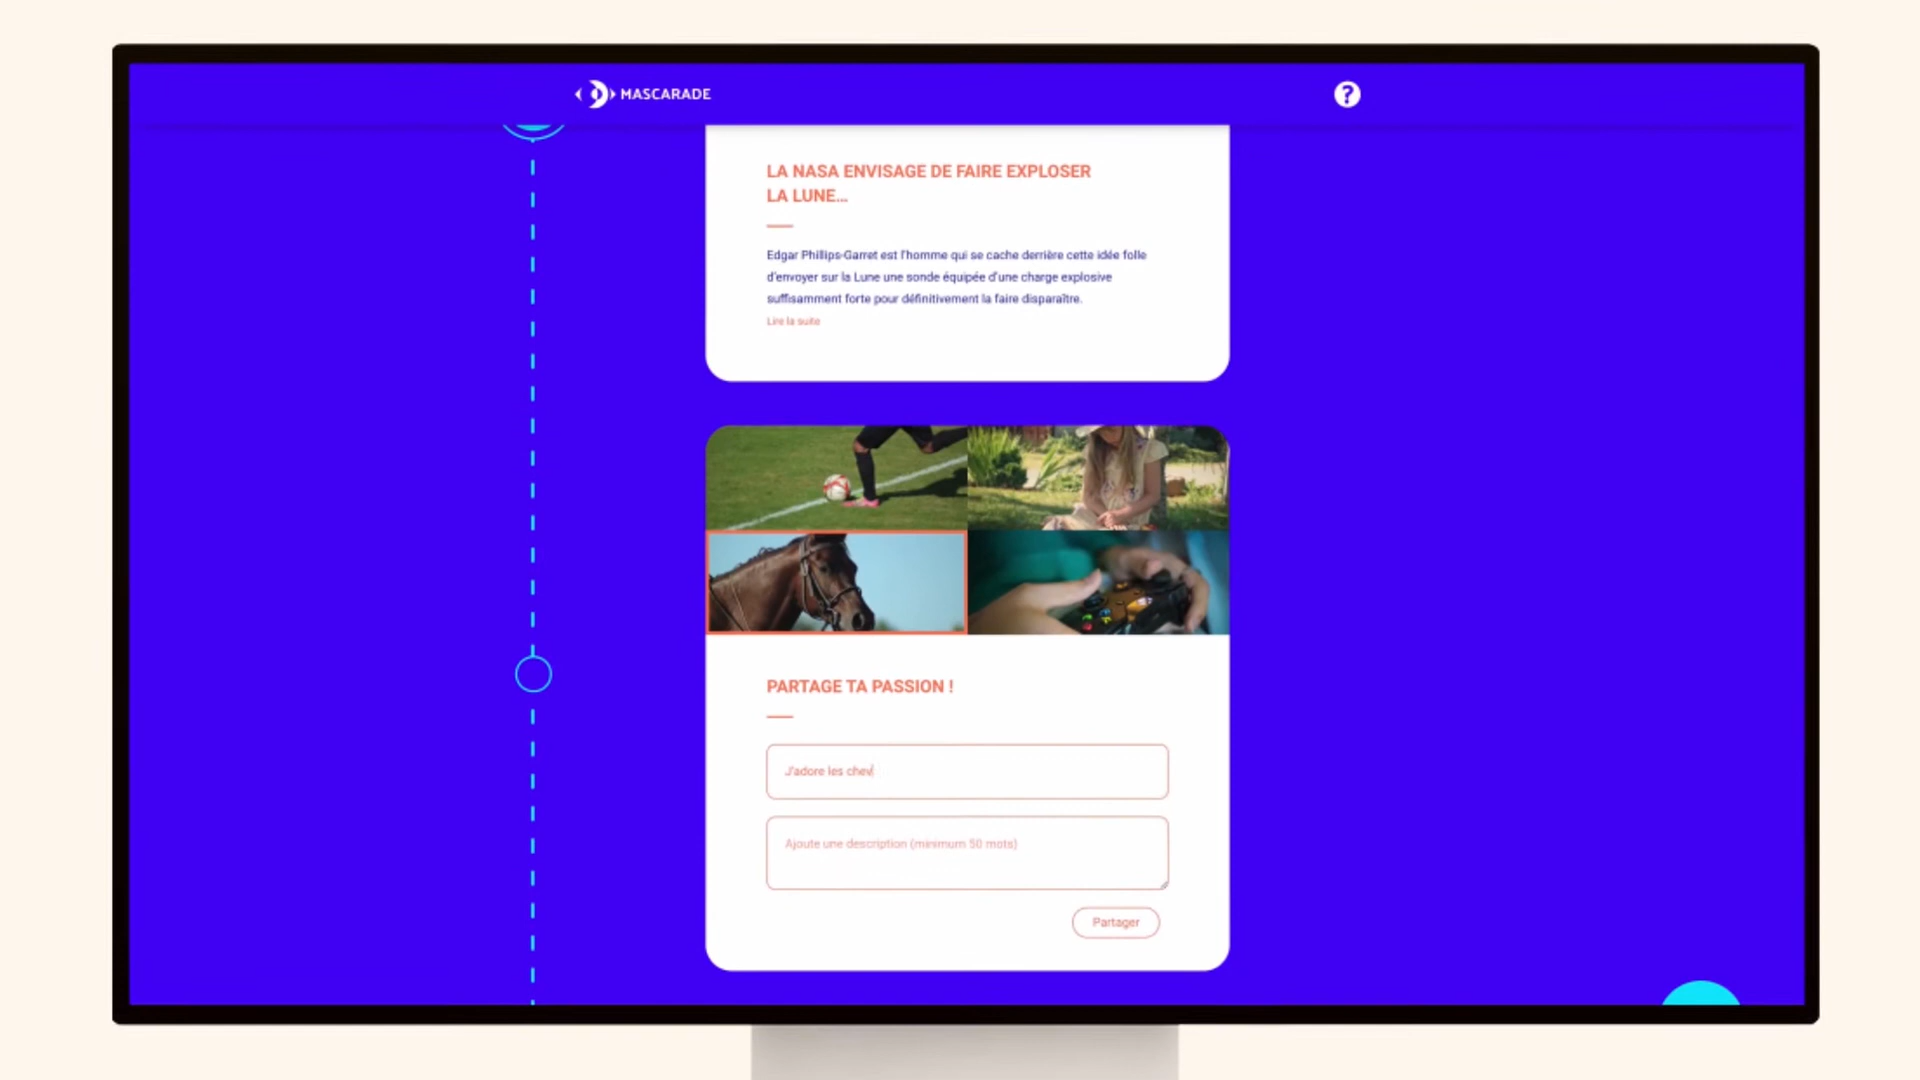 MASCARADE
?
LA NASA ENVISAGE DE FAIRE EXPLOSER
LA LUNE...
Edgar Phillips-Garret est l'homme qui se cache derrière cette idée folle
d'envoyer sur la Lune une sonde équipée d'une charge explosive
suffisamment forte pour définitivement la faire disparaître.
Lire la suite
PARTAGE TA PASSION !
J'adore les chev
Ajoute une description (minimum 50 mots)
Partager